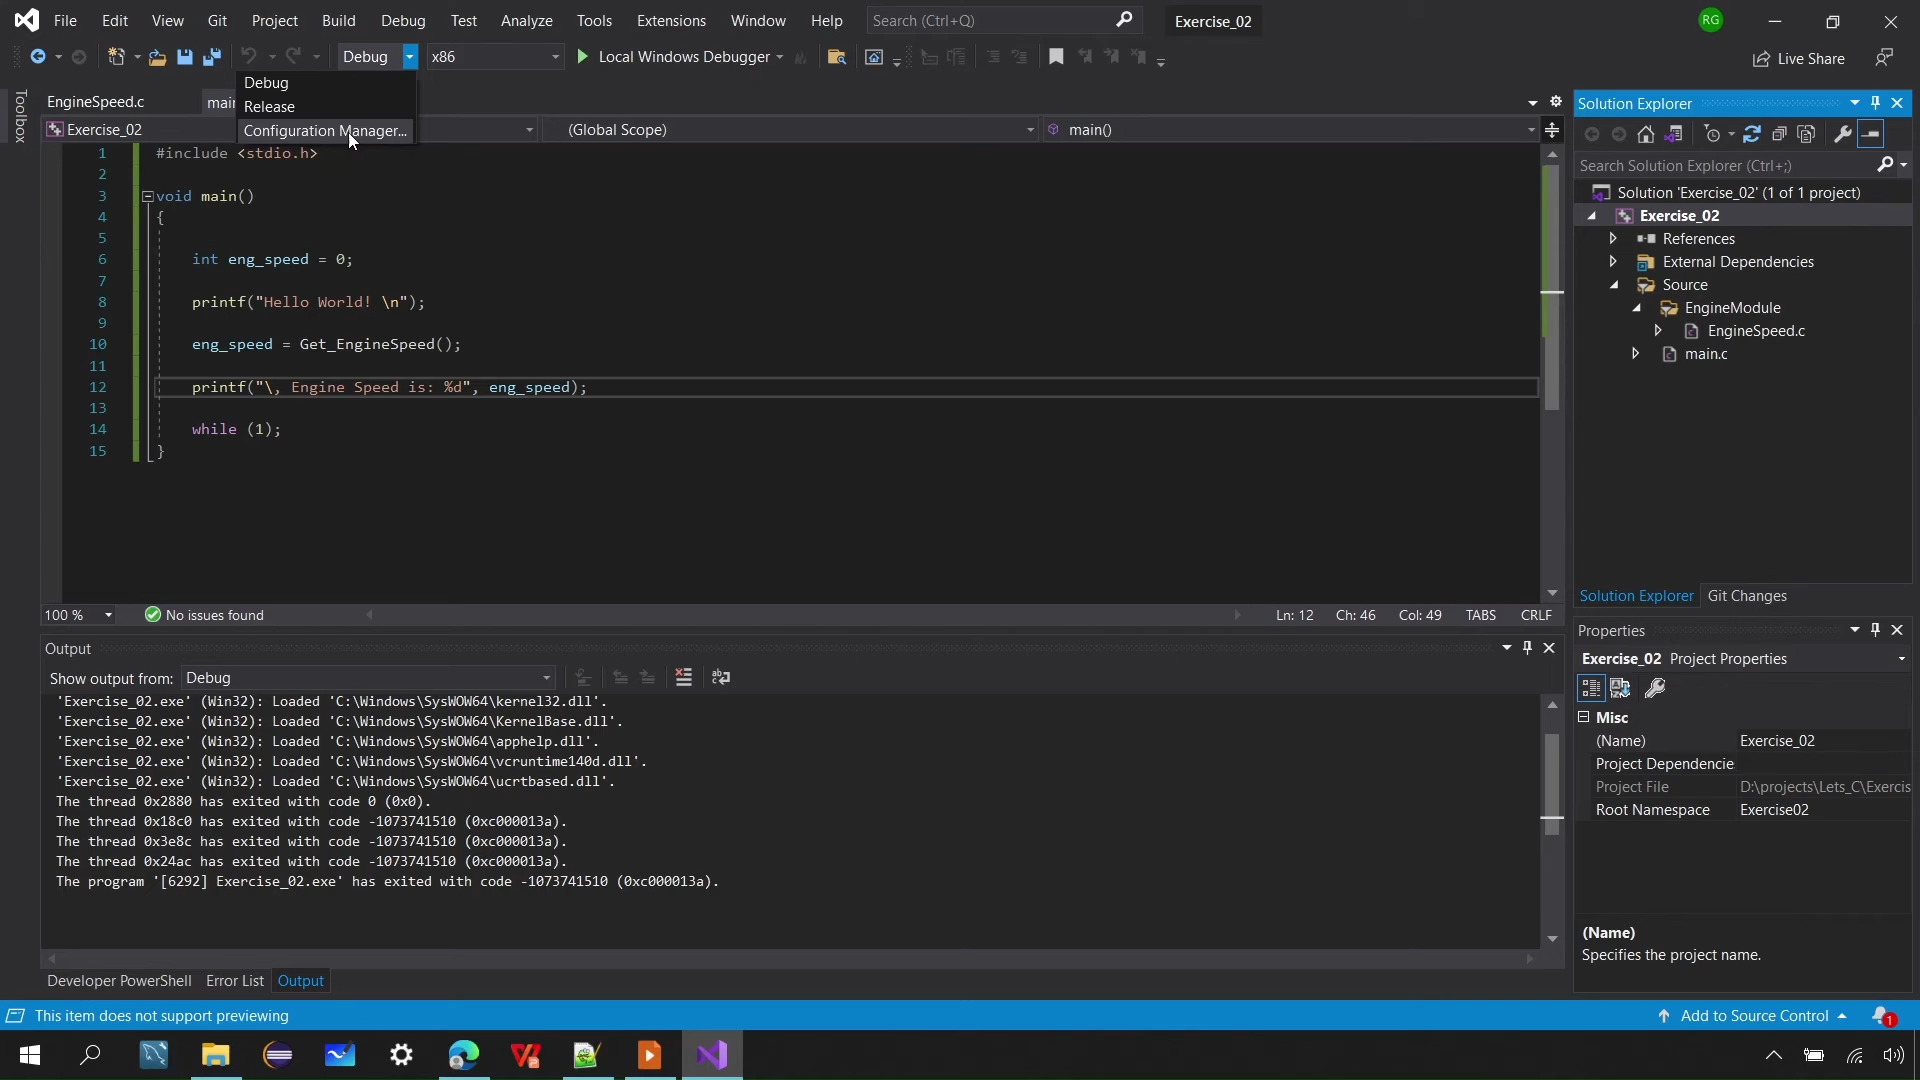 File Edit View Git Project Build Debug Test Analyze Tools Extensions Window Help Search (Ctrl+Q) Exercise_02 RG
Debug x86 Local Windows Debugger Live Share
Debug
Release
Configuration Manager...
Toolbox
EngineSpeed.c main
Exercise_02 (Global Scope) main()
1 #include <stdio.h>
2
3 void main()
4 {
5
6 int eng_speed = 0;
7
8 printf("Hello World! \n");
9
10 eng_speed = Get_EngineSpeed();
11
12 printf("\, Engine Speed is: %d", eng_speed);
13
14 while (1);
15 }
100 % No issues found Ln: 12 Ch: 46 Col: 49 TABS CRLF
Output
Show output from: Debug
'Exercise_02.exe' (Win32): Loaded 'C:\Windows\SysWOW64\kernel32.dll'.
'Exercise_02.exe' (Win32): Loaded 'C:\Windows\SysWOW64\KernelBase.dll'.
'Exercise_02.exe' (Win32): Loaded 'C:\Windows\SysWOW64\apphelp.dll'.
'Exercise_02.exe' (Win32): Loaded 'C:\Windows\SysWOW64\vcruntime140d.dll'.
'Exercise_02.exe' (Win32): Loaded 'C:\Windows\SysWOW64\ucrtbased.dll'.
The thread 0x2880 has exited with code 0 (0x0).
The thread 0x18c0 has exited with code -1073741510 (0xc000013a).
The thread 0x3e8c has exited with code -1073741510 (0xc000013a).
The thread 0x24ac has exited with code -1073741510 (0xc000013a).
The program '[6292] Exercise_02.exe' has exited with code -1073741510 (0xc000013a).
Developer PowerShell Error List Output
Solution Explorer
Search Solution Explorer (Ctrl+;)
Solution 'Exercise_02' (1 of 1 project)
Exercise_02
References
External Dependencies
Source
EngineModule
EngineSpeed.c
main.c
Solution Explorer Git Changes
Properties
Exercise_02 Project Properties
Misc
(Name) Exercise_02
Project Dependencie
Project File D:\projects\Lets_C\Exercis
Root Namespace Exercise02
(Name)
Specifies the project name.
This item does not support previewing Add to Source Control 1